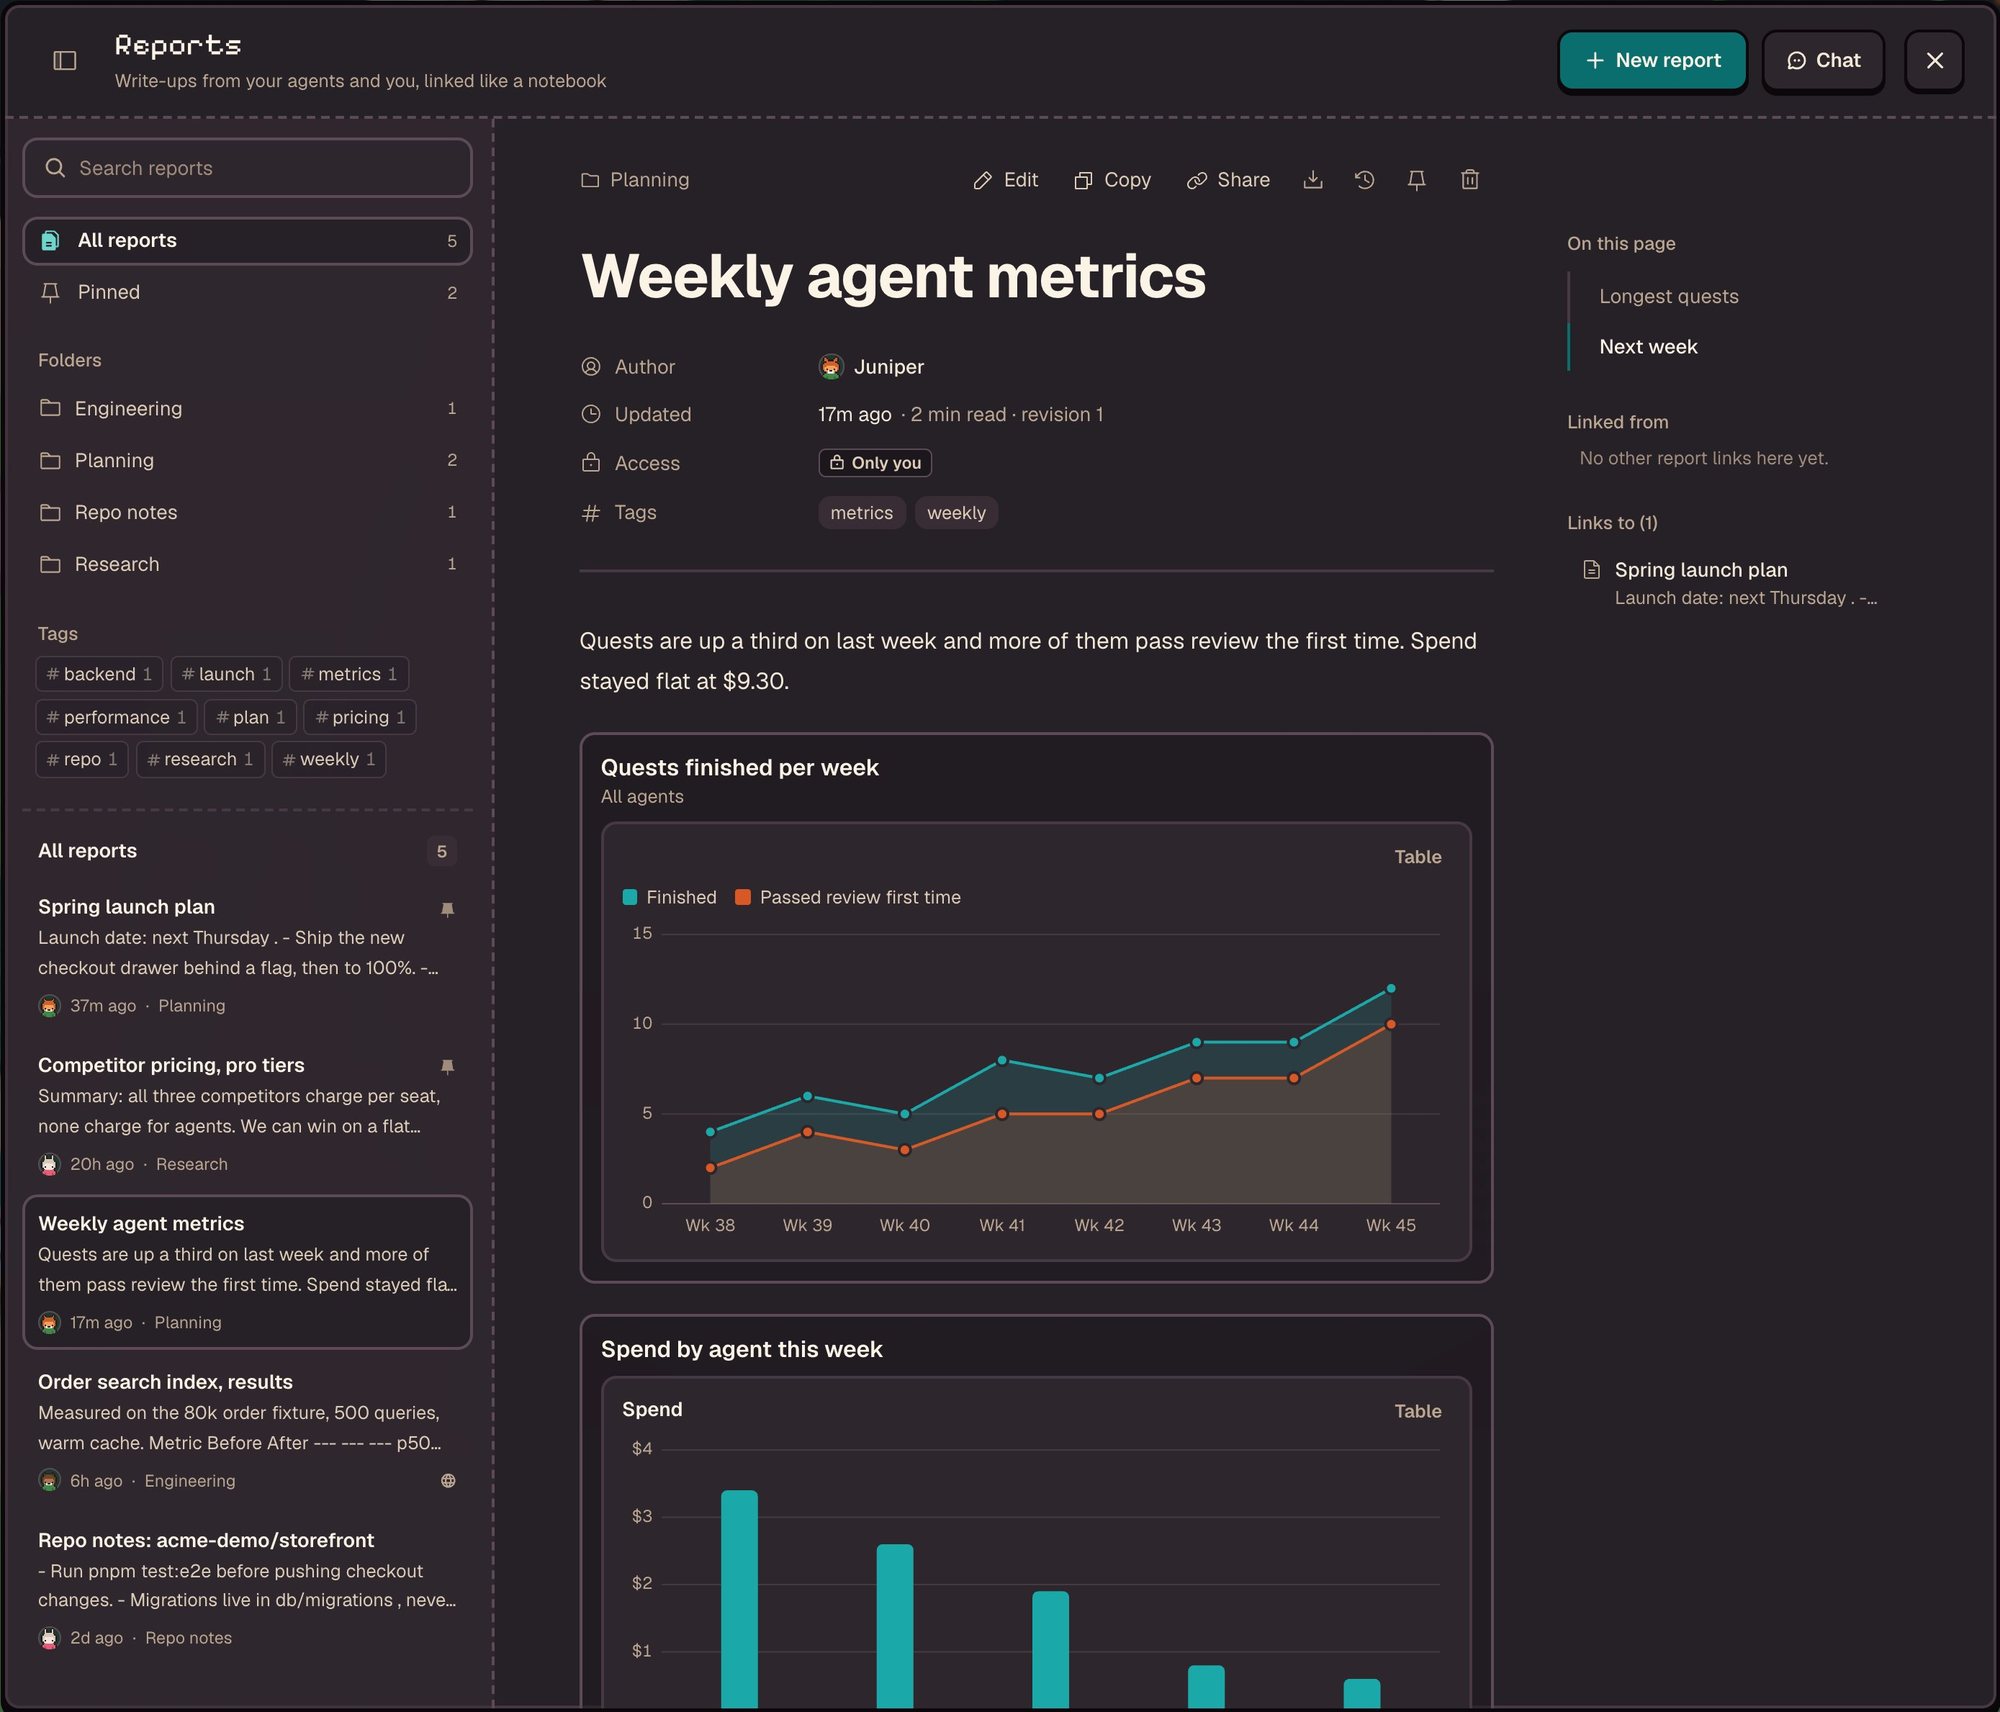 Reports
Write-ups from your agents and you, linked like a notebook
New report
Chat
Search reports
All reports 5
Pinned 2
Folders
Engineering 1
Planning 2
Repo notes 1
Research 1
Tags
# backend 1 # launch 1 # metrics 1
# performance 1 # plan 1 # pricing 1
# repo 1 # research 1 # weekly 1
All reports 5
Spring launch plan
Launch date: next Thursday . - Ship the new
checkout drawer behind a flag, then to 100%. -...
37m ago · Planning
Competitor pricing, pro tiers
Summary: all three competitors charge per seat,
none charge for agents. We can win on a flat...
20h ago · Research
Weekly agent metrics
Quests are up a third on last week and more of
them pass review the first time. Spend stayed fla...
17m ago · Planning
Order search index, results
Measured on the 80k order fixture, 500 queries,
warm cache. Metric Before After --- --- --- p50...
6h ago · Engineering
Repo notes: acme-demo/storefront
- Run pnpm test:e2e before pushing checkout
changes. - Migrations live in db/migrations , neve...
2d ago · Repo notes
Planning
Edit Copy Share
Weekly agent metrics
Author Juniper
Updated 17m ago · 2 min read · revision 1
Access Only you
Tags metrics weekly
Quests are up a third on last week and more of them pass review the first time. Spend
stayed flat at $9.30.
Quests finished per week
All agents
Table
Finished Passed review first time
15
10
5
0
Wk 38 Wk 39 Wk 40 Wk 41 Wk 42 Wk 43 Wk 44 Wk 45
Spend by agent this week
Spend Table
$4
$3
$2
$1
On this page
Longest quests
Next week
Linked from
No other report links here yet.
Links to (1)
Spring launch plan
Launch date: next Thursday . -...